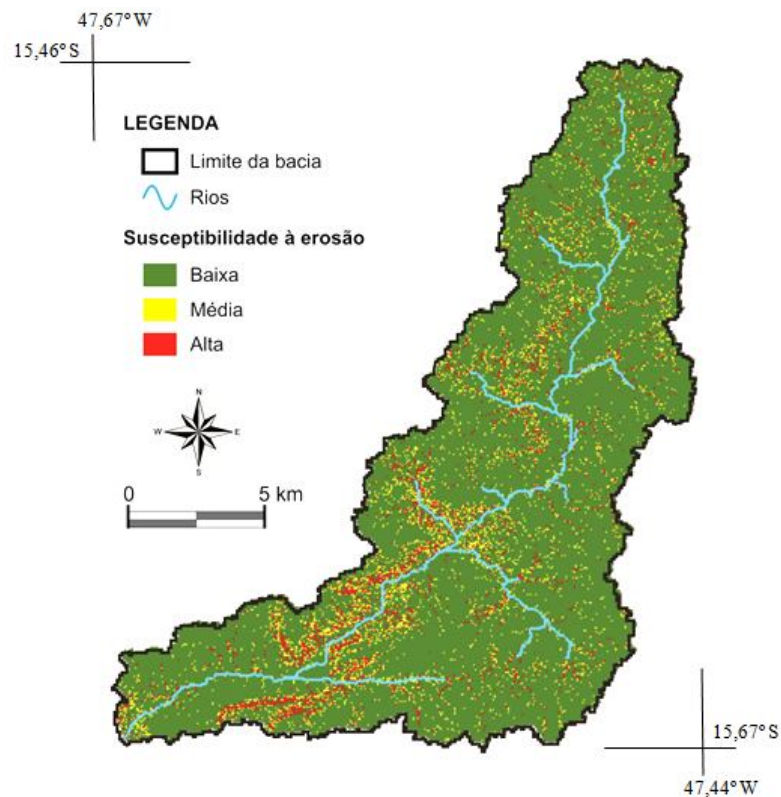 47,67° W
15,46° S
LEGENDA
Limite da bacia
Rios
Susceptibilidade à erosão
Baixa
Média
Alta
N
W E
S
0 5 km
15,67° S
47,44° W